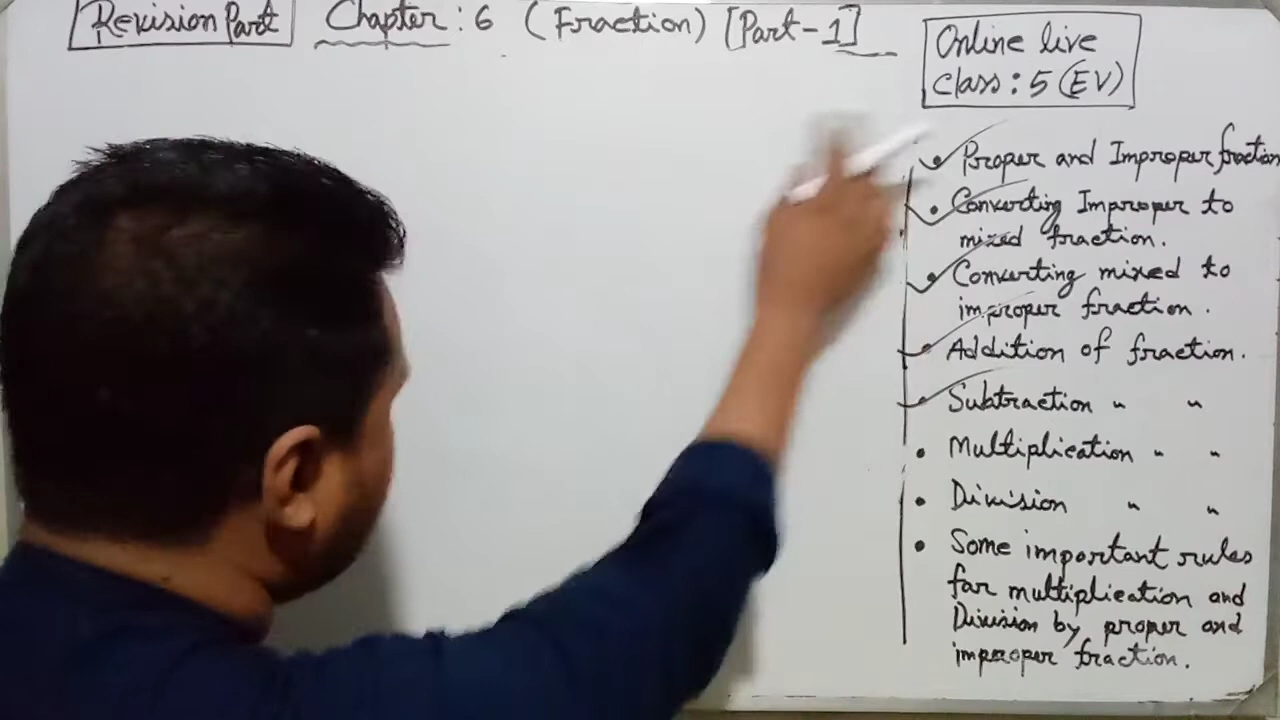 Revision Part Chapter : 6 (Fraction) [Part-1]
Online live
class : 5 (EV)
• Proper and Improper fraction
• Converting Improper to
mixed fraction.
• Converting mixed to
improper fraction.
• Addition of fraction.
• Subtraction " "
• Multiplication " "
• Division " "
• Some important rules
for multiplication and
Division by proper and
improper fraction.